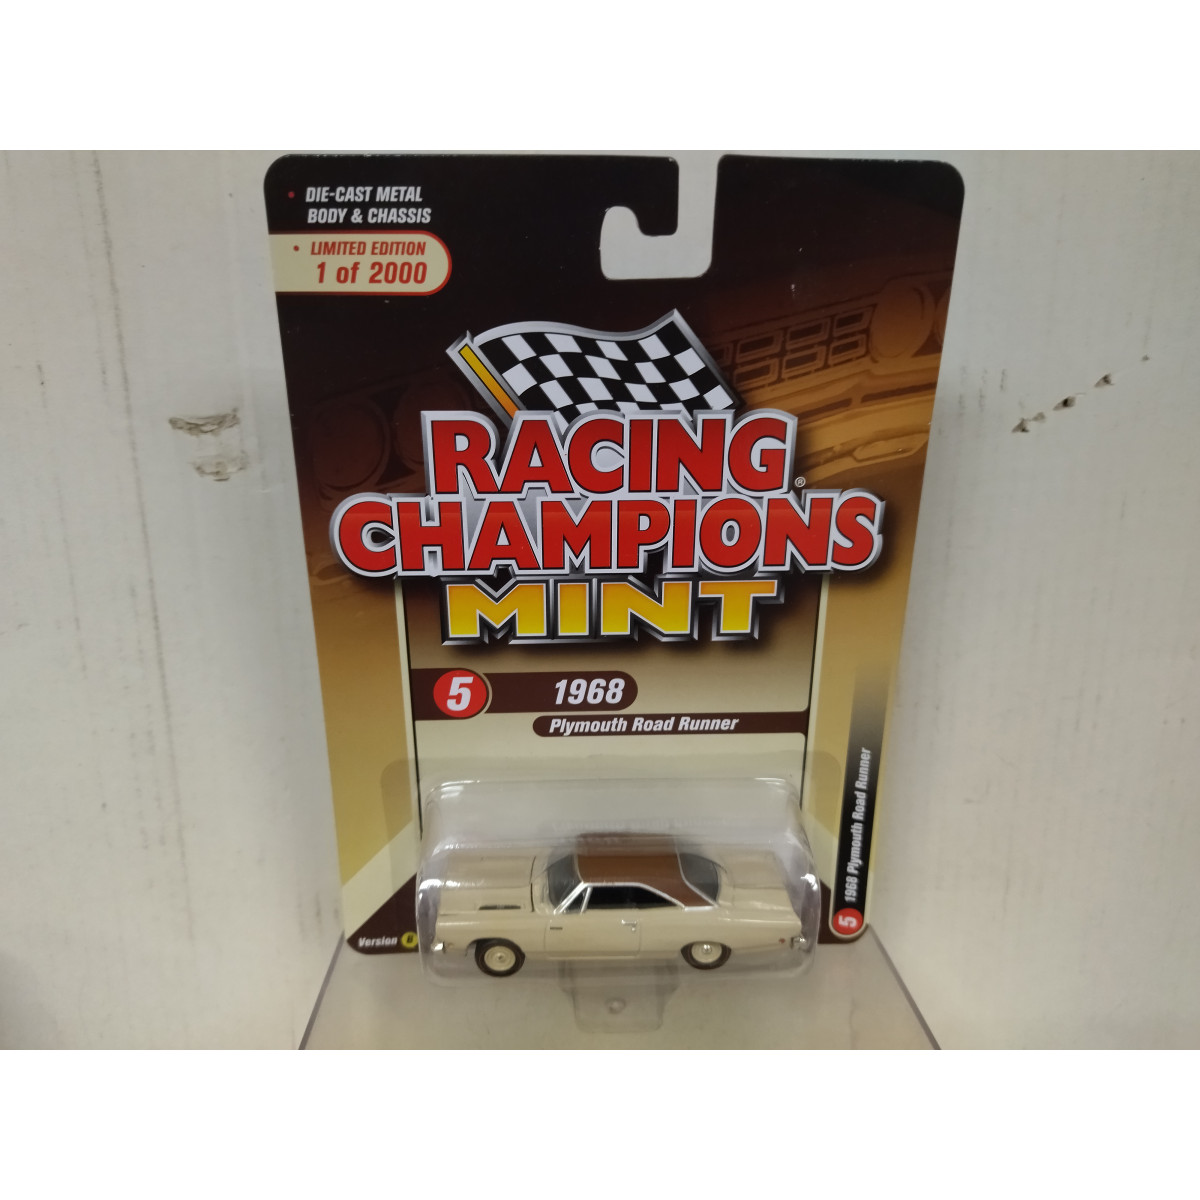 • DIE-CAST METAL
BODY & CHASSIS
• LIMITED EDITION
1 of 2000
RACING
CHAMPIONS®
MINT
5 1968
Plymouth Road Runner
5 1968 Plymouth Road Runner
Version B